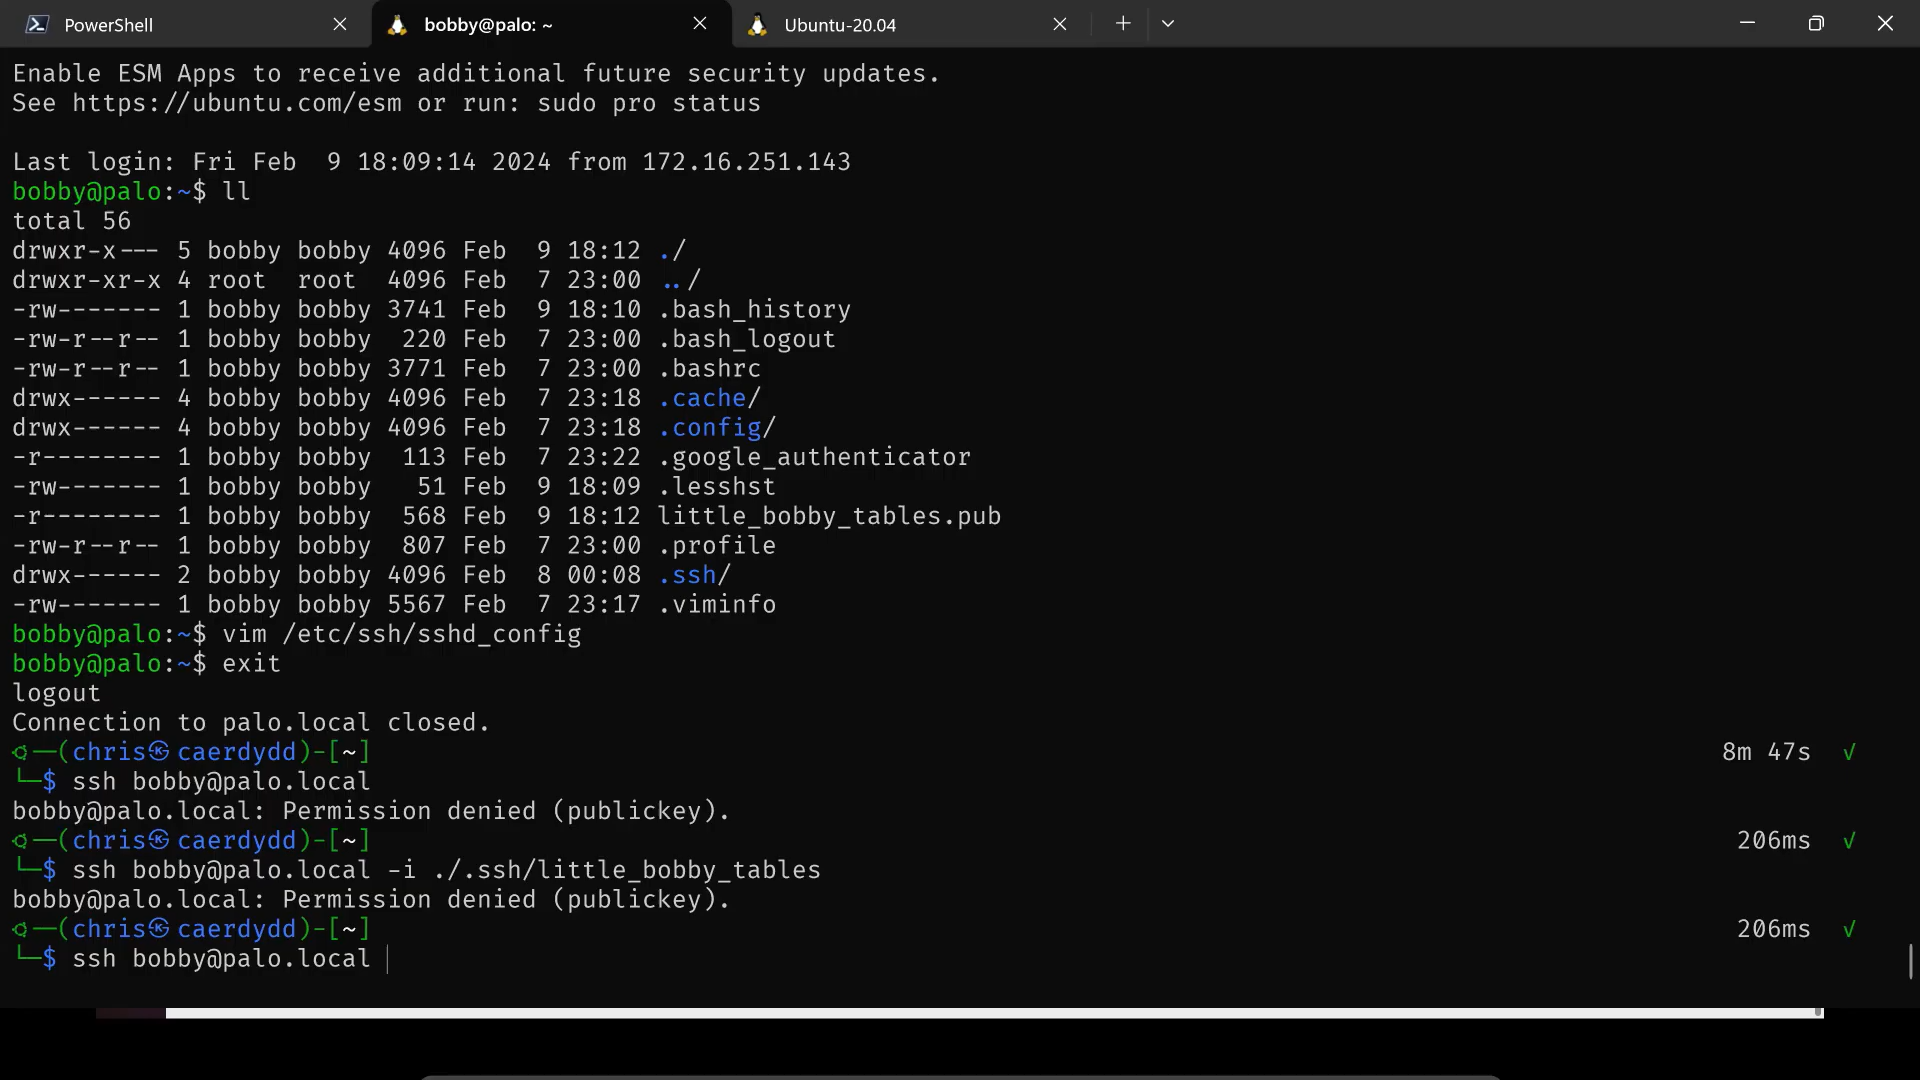 PowerShell
bobby@palo: ~
Ubuntu-20.04
Enable ESM Apps to receive additional future security updates.
See https://ubuntu.com/esm or run: sudo pro status
Last login: Fri Feb  9 18:09:14 2024 from 172.16.251.143
bobby@palo:~$ ll
total 56
drwxr-x--- 5 bobby bobby 4096 Feb  9 18:12 ./
drwxr-xr-x 4 root  root  4096 Feb  7 23:00 ../
-rw------- 1 bobby bobby 3741 Feb  9 18:10 .bash_history
-rw-r--r-- 1 bobby bobby  220 Feb  7 23:00 .bash_logout
-rw-r--r-- 1 bobby bobby 3771 Feb  7 23:00 .bashrc
drwx------ 4 bobby bobby 4096 Feb  7 23:18 .cache/
drwx------ 4 bobby bobby 4096 Feb  7 23:18 .config/
-r-------- 1 bobby bobby  113 Feb  7 23:22 .google_authenticator
-rw------- 1 bobby bobby   51 Feb  9 18:09 .lesshst
-r-------- 1 bobby bobby  568 Feb  9 18:12 little_bobby_tables.pub
-rw-r--r-- 1 bobby bobby  807 Feb  7 23:00 .profile
drwx------ 2 bobby bobby 4096 Feb  8 00:08 .ssh/
-rw------- 1 bobby bobby 5567 Feb  7 23:17 .viminfo
bobby@palo:~$ vim /etc/ssh/sshd_config
bobby@palo:~$ exit
logout
Connection to palo.local closed.
(chris㉿caerdydd)-[~] 8m 47s √
└─$ ssh bobby@palo.local
bobby@palo.local: Permission denied (publickey).
(chris㉿caerdydd)-[~] 206ms √
└─$ ssh bobby@palo.local -i ./.ssh/little_bobby_tables
bobby@palo.local: Permission denied (publickey).
(chris㉿caerdydd)-[~] 206ms √
└─$ ssh bobby@palo.local